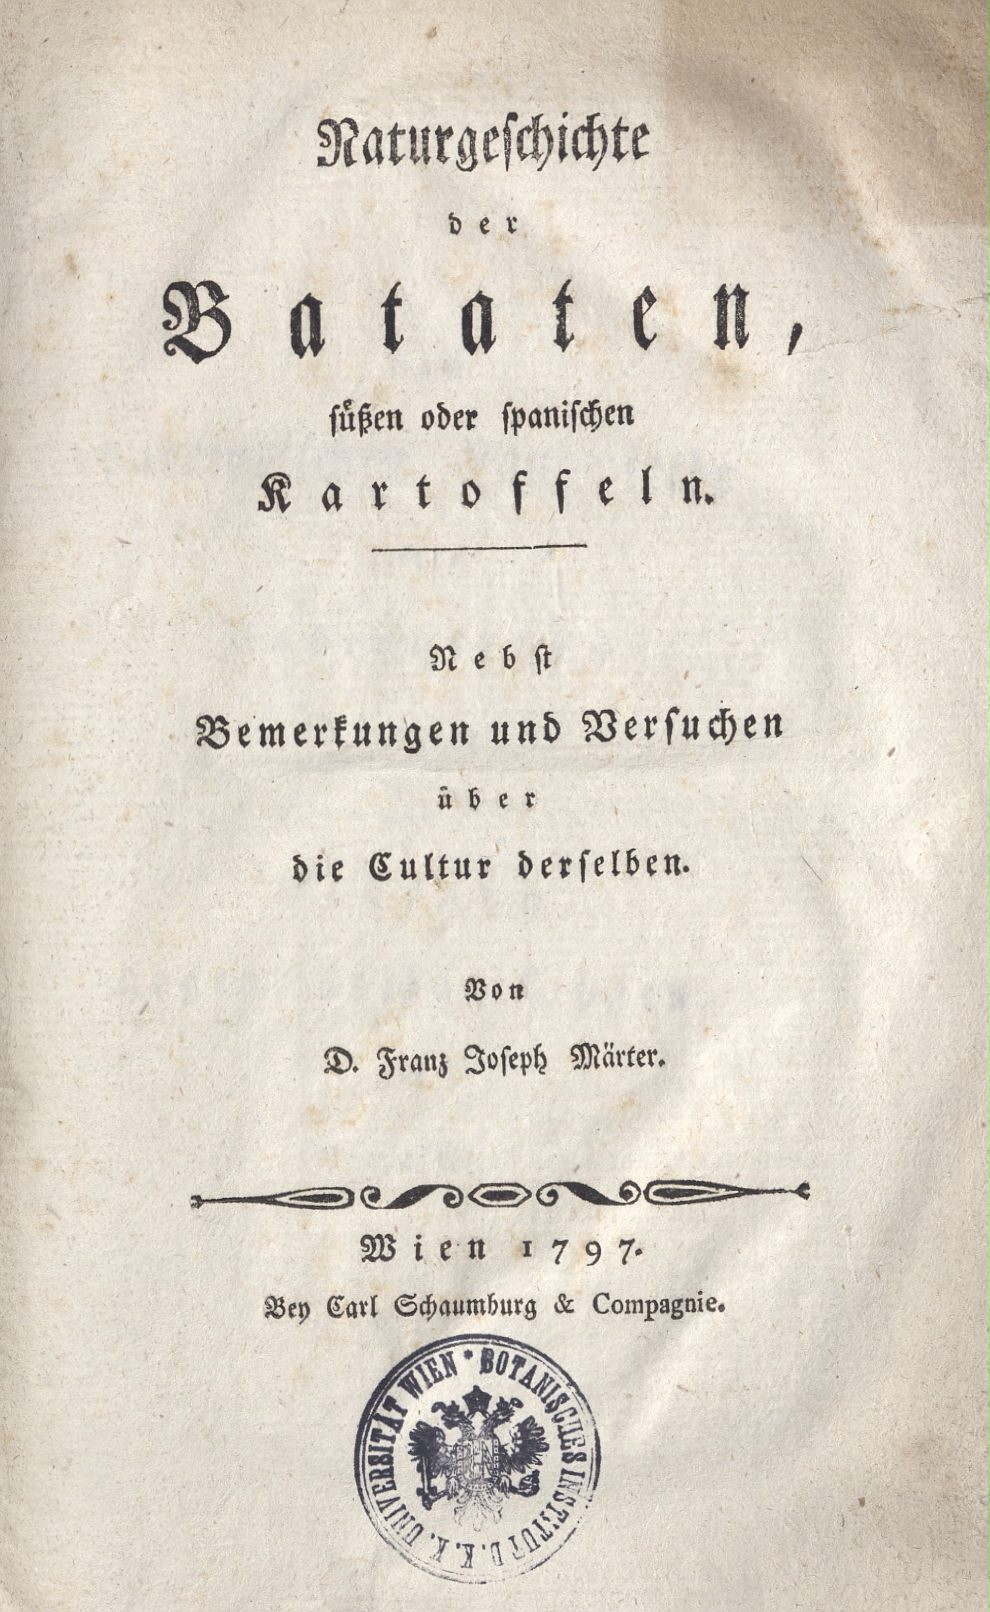 Naturgeſchichte
der
Bataten,
ſüßen oder ſpaniſchen
Kartoffeln.
Nebſt
Bemerkungen und Verſuchen
über
die Cultur derſelben.
Von
D. Franz Joſeph Märter.
Wien 1797.
Bey Carl Schaumburg & Compagnie.
BOTANISCHES INSTITUT D. K. K. UNIVERSITÄT WIEN *